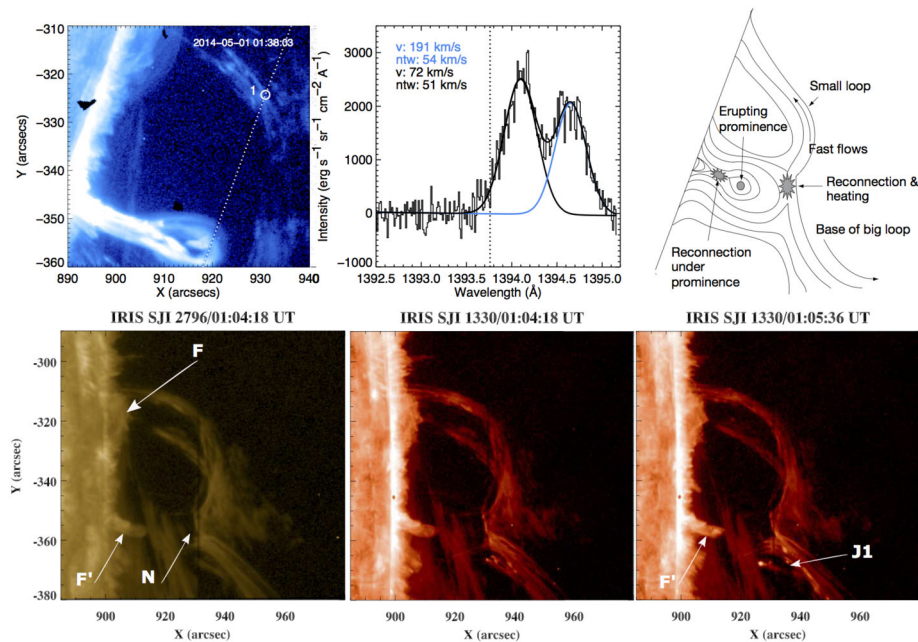 2014-05-01 01:38:03
1
-310
-320
-330
-340
-350
-360
Y (arcsecs)
890 900 910 920 930 940
X (arcsecs)
v: 191 km/s
ntw: 54 km/s
v: 72 km/s
ntw: 51 km/s
3000
2000
1000
0
-1000
Intensity (erg s⁻¹ sr⁻¹ cm⁻² A⁻¹)
1392.5 1393.0 1393.5 1394.0 1394.5 1395.0
Wavelength (Å)
Small loop
Erupting
prominence
Fast flows
Reconnection &
heating
Base of big loop
Reconnection
under
prominence
IRIS SJI 2796/01:04:18 UT
F
F'
N
-300
-320
-340
-360
-380
Y (arcsec)
900 920 940 960
X (arcsec)
IRIS SJI 1330/01:04:18 UT
900 920 940 960
X (arcsec)
IRIS SJI 1330/01:05:36 UT
J1
F'
900 920 940 960
X (arcsec)